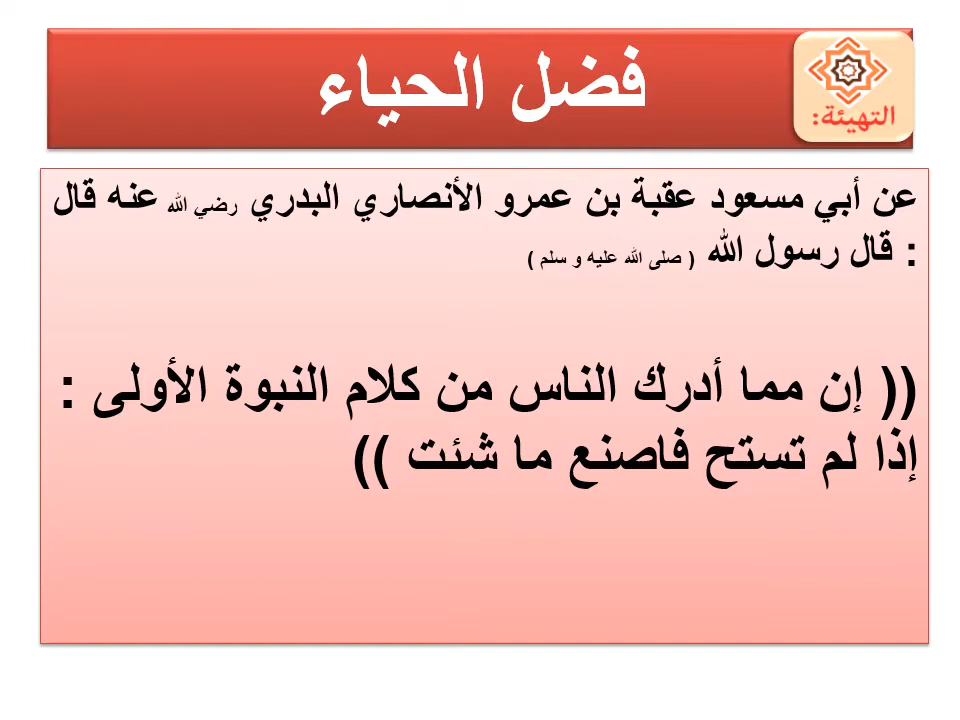 فضل الحياء
التهيئة:
عن أبي مسعود عقبة بن عمرو الأنصاري البدري رضي الله عنه قال
: قال رسول الله ( صلى الله عليه و سلم )
(( إن مما أدرك الناس من كلام النبوة الأولى :
إذا لم تستح فاصنع ما شئت ))